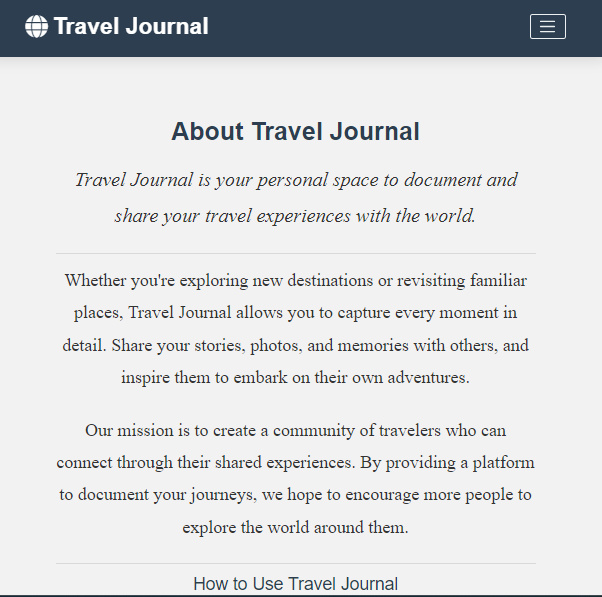 Travel Journal
About Travel Journal
Travel Journal is your personal space to document and
share your travel experiences with the world.
Whether you're exploring new destinations or revisiting familiar
places, Travel Journal allows you to capture every moment in
detail. Share your stories, photos, and memories with others, and
inspire them to embark on their own adventures.
Our mission is to create a community of travelers who can
connect through their shared experiences. By providing a platform
to document your journeys, we hope to encourage more people to
explore the world around them.
How to Use Travel Journal